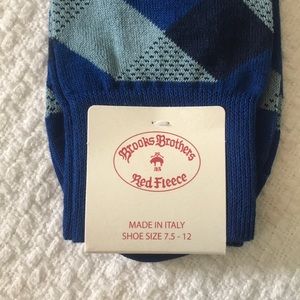 Brooks Brothers
Red Fleece
MADE IN ITALY
SHOE SIZE 7.5 - 12